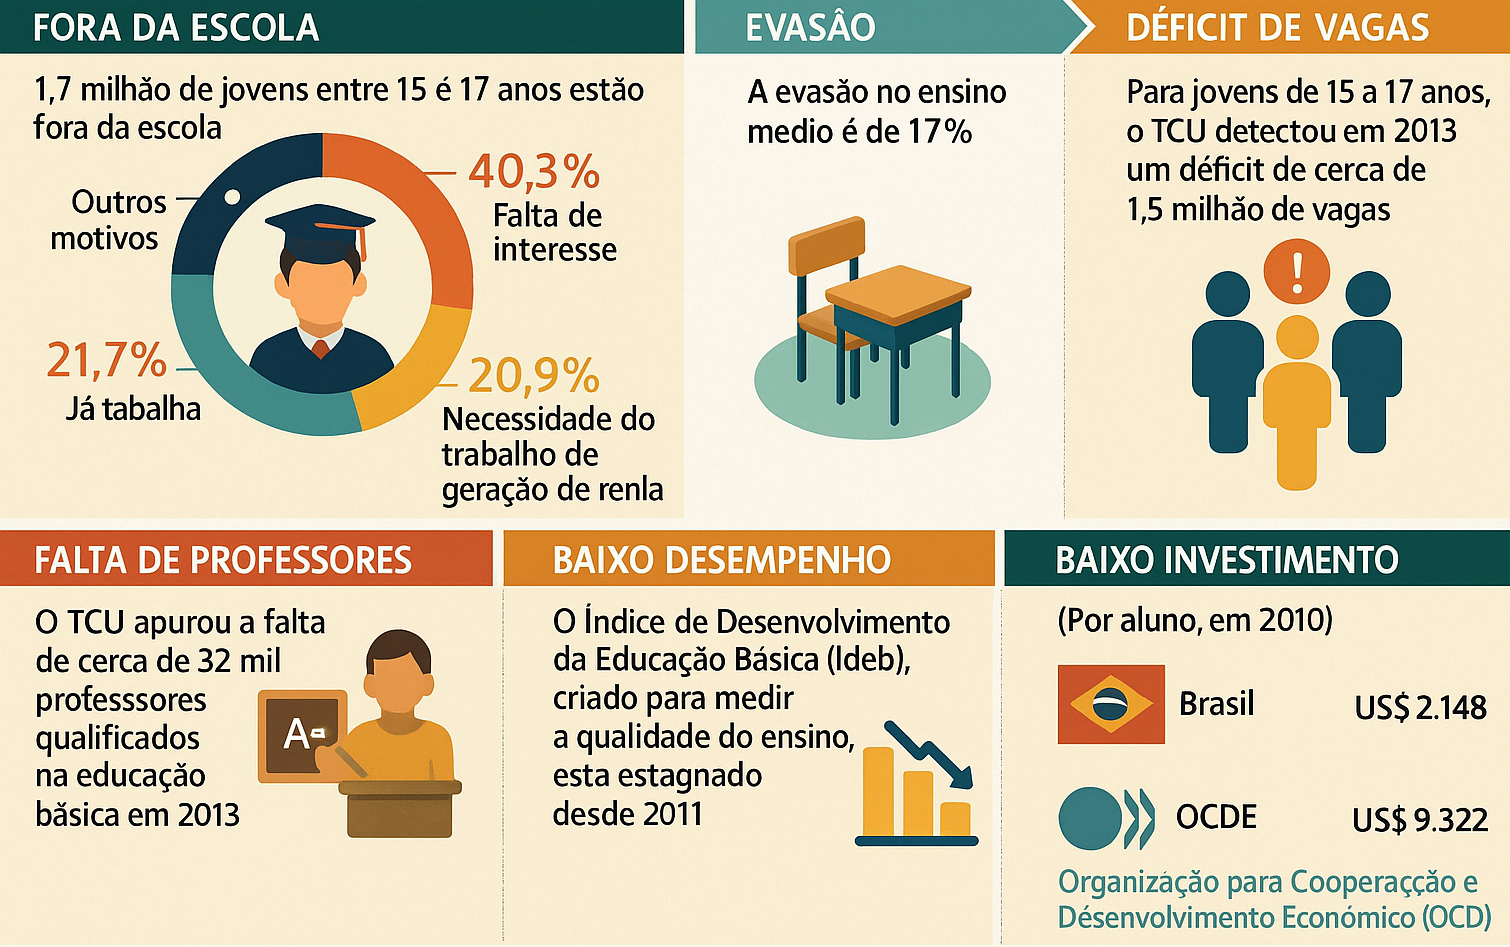 FORA DA ESCOLA
1,7 milhão de jovens entre 15 é 17 anos estão
fora da escola
40,3%
Falta de
interesse
Outros
motivos
21,7%
Já tabalha
20,9%
Necessidade do
trabalho de
geração de renla
EVASÂO
A evasão no ensino
medio é de 17%
DÉFICIT DE VAGAS
Para jovens de 15 a 17 anos,
o TCU detectou em 2013
um déficit de cerca de
1,5 milhão de vagas
!
FALTA DE PROFESSORES
O TCU apurou a falta
de cerca de 32 mil
professsores
qualificados
na educação
băsica em 2013
A-
BAIXO DESEMPENHO
O Índice de Desenvolvimento
da Educação Básica (Ideb),
criado para medir
a qualidade do ensino,
esta estagnado
desde 2011
BAIXO INVESTIMENTO
(Por aluno, em 2010)
Brasil US$ 2.148
OCDE US$ 9.322
Organizáção para Cooperaçção e
Désenvolvimento Económico (OCD)